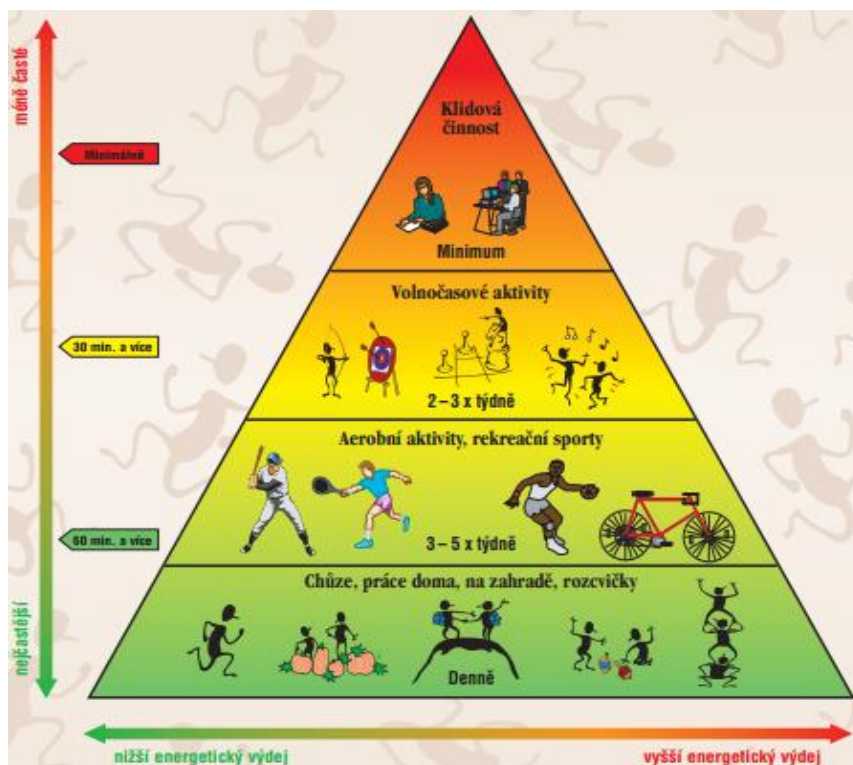 méně časté
Klidová
činnost
Minimálně
Minimum
Volnočasové aktivity
30 min. a více
2 – 3 x týdně
Aerobní aktivity, rekreační sporty
60 min. a více
3 – 5 x týdně
Chůze, práce doma, na zahradě, rozcvičky
nejčastější
Denně
nižší energetický výdej
vyšší energetický výdej